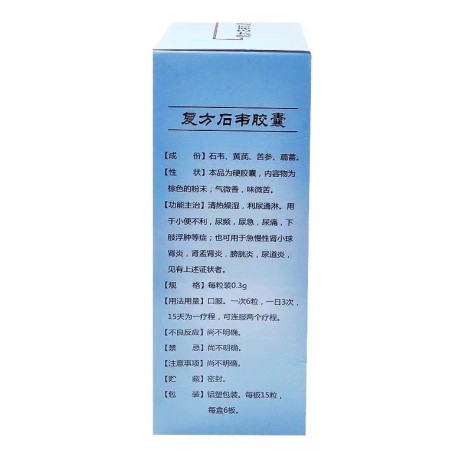 复方石韦胶囊
【成 份】石韦、黄芪、苦参、萹蓄。
【性 状】本品为硬胶囊，内容物为
棕色的粉末；气微香，味微苦。
【功能主治】清热燥湿，利尿通淋。用
于小便不利，尿频，尿急，尿痛，下
肢浮肿等症；也可用于急慢性肾小球
肾炎，肾盂肾炎，膀胱炎，尿道炎，
见有上述证状者。
【规 格】每粒装0.3g
【用法用量】口服。一次6粒，一日3次，
15天为一疗程，可连服两个疗程。
【不良反应】尚不明确。
【禁 忌】尚不明确。
【注意事项】尚不明确。
【贮 藏】密封。
【包 装】铝塑包装。每板15粒，
每盒6板。